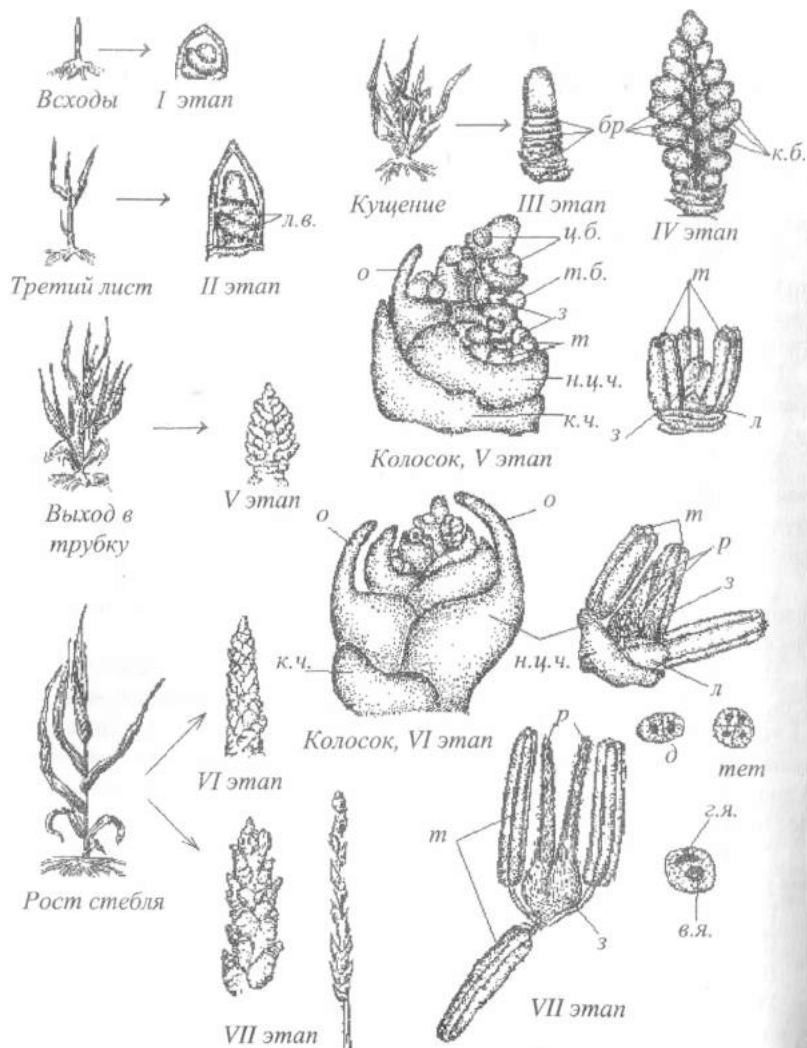 Всходы
I этап
Кущение
III этап
бр
к.б.
IV этап
Третий лист
л.в.
II этап
о
ц.б.
т.б.
з
т
н.ц.ч.
к.ч.
Колосок, V этап
т
з
л
Выход в
трубку
V этап
о
о
к.ч.
н.ц.ч.
Колосок, VI этап
т
р
з
л
Рост стебля
VI этап
VII этап
р
т
з
VII этап
д
тет
г.я.
в.я.